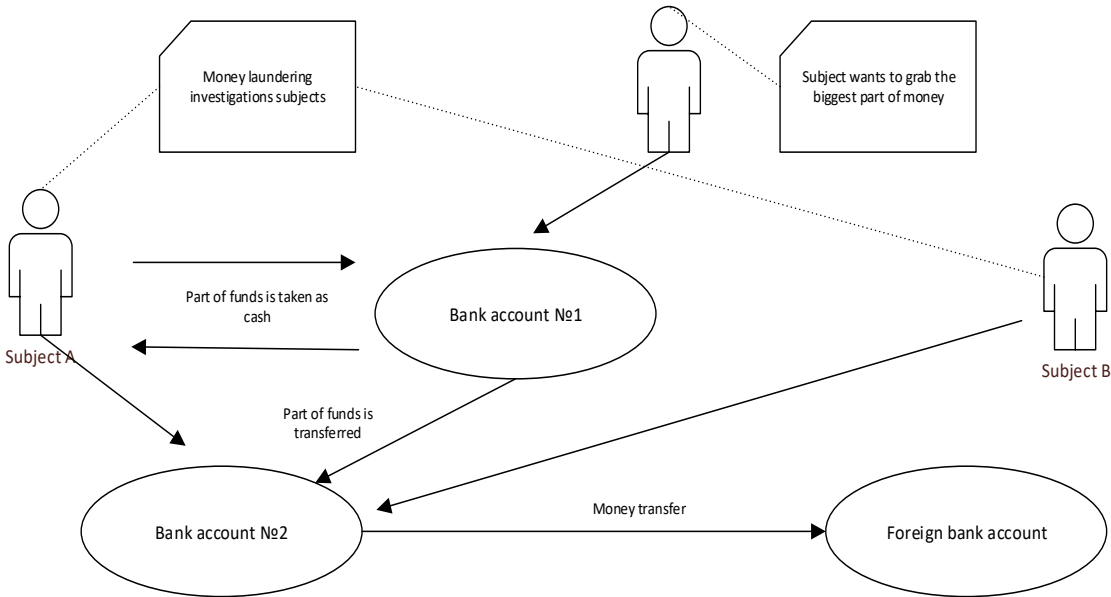 Money laundering
investigations subjects
Subject wants to grab the
biggest part of money
Part of funds is taken as
cash
Bank account №1
Subject A
Subject B
Part of funds is
transferred
Bank account №2
Money transfer
Foreign bank account